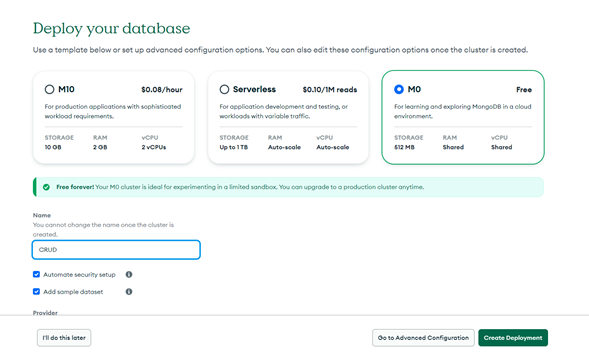 Deploy your database
Use a template below or set up advanced configuration options. You can also edit these configuration options once the cluster is created.
M10 $0.08/hour
For production applications with sophisticated
workload requirements.
STORAGE RAM vCPU
10 GB 2 GB 2 vCPUs
Serverless $0.10/1M reads
For application development and testing, or
workloads with variable traffic.
STORAGE RAM vCPU
Up to 1 TB Auto-scale Auto-scale
M0 Free
For learning and exploring MongoDB in a cloud
environment.
STORAGE RAM vCPU
512 MB Shared Shared
Free forever! Your M0 cluster is ideal for experimenting in a limited sandbox. You can upgrade to a production cluster anytime.
Name
You cannot change the name once the cluster is
created.
CRUD
Automate security setup
Add sample dataset
Provider
I'll do this later
Go to Advanced Configuration
Create Deployment